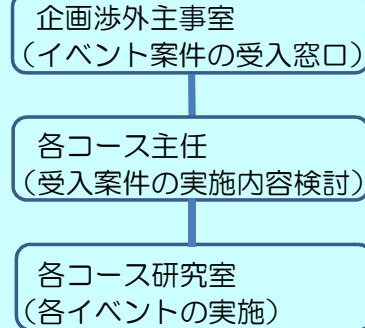 企画渉外主事室
（イベント案件の受入窓口）
各コース主任
（受入案件の実施内容検討）
各コース研究室
（各イベントの実施）